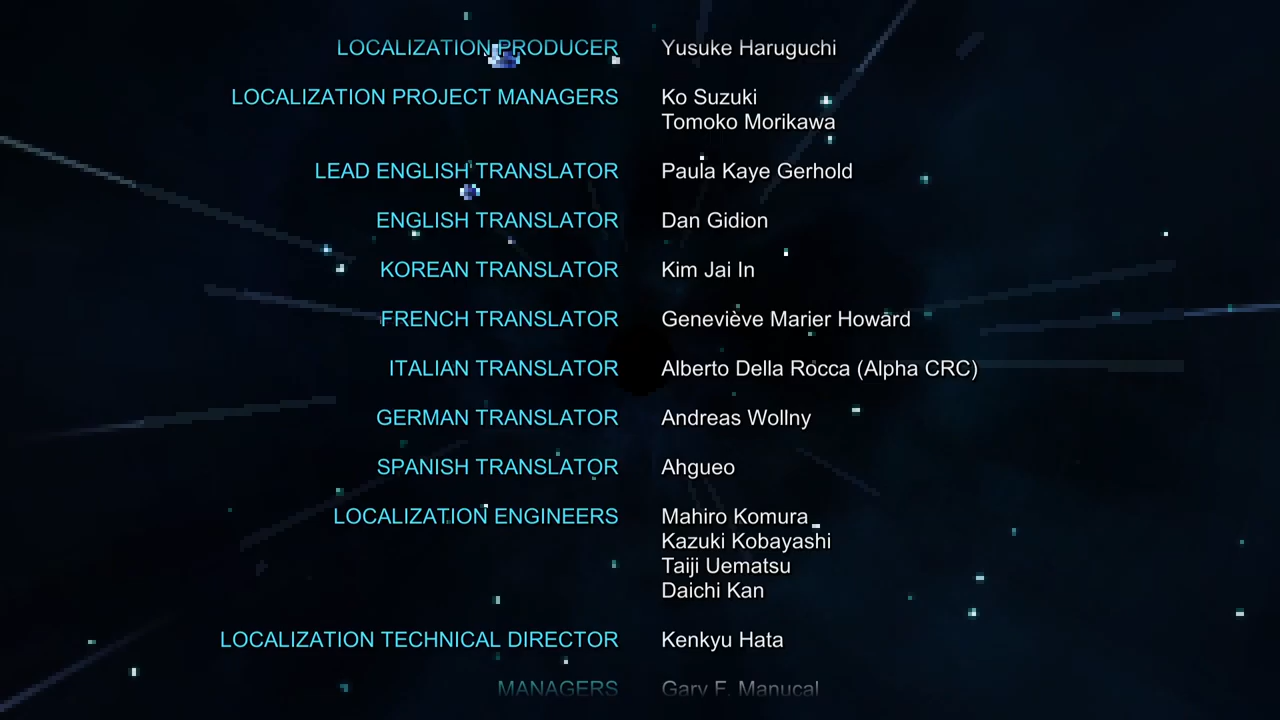 LOCALIZATION PRODUCER Yusuke Haruguchi
LOCALIZATION PROJECT MANAGERS Ko Suzuki
Tomoko Morikawa
LEAD ENGLISH TRANSLATOR Paula Kaye Gerhold
ENGLISH TRANSLATOR Dan Gidion
KOREAN TRANSLATOR Kim Jai In
FRENCH TRANSLATOR Geneviève Marier Howard
ITALIAN TRANSLATOR Alberto Della Rocca (Alpha CRC)
GERMAN TRANSLATOR Andreas Wollny
SPANISH TRANSLATOR Ahgueo
LOCALIZATION ENGINEERS Mahiro Komura
Kazuki Kobayashi
Taiji Uematsu
Daichi Kan
LOCALIZATION TECHNICAL DIRECTOR Kenkyu Hata
MANAGERS Gary F. Manucal